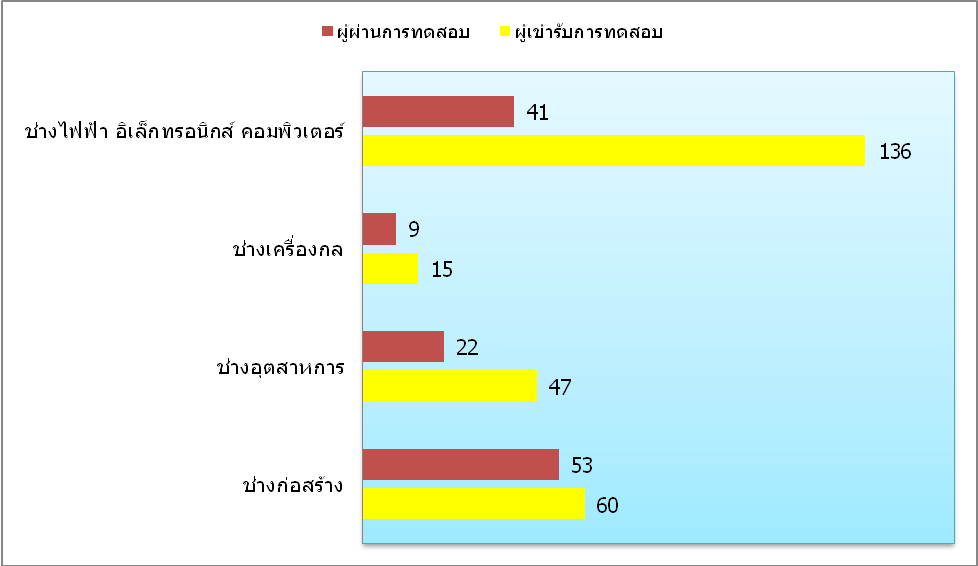 ผู้ผ่านการทดสอบ ผู้เข้ารับการทดสอบ
ช่างไฟฟ้า อิเล็กทรอนิกส์ คอมพิวเตอร์
41
136
ช่างเครื่องกล
9
15
ช่างอุตสาหการ
22
47
ช่างก่อสร้าง
53
60